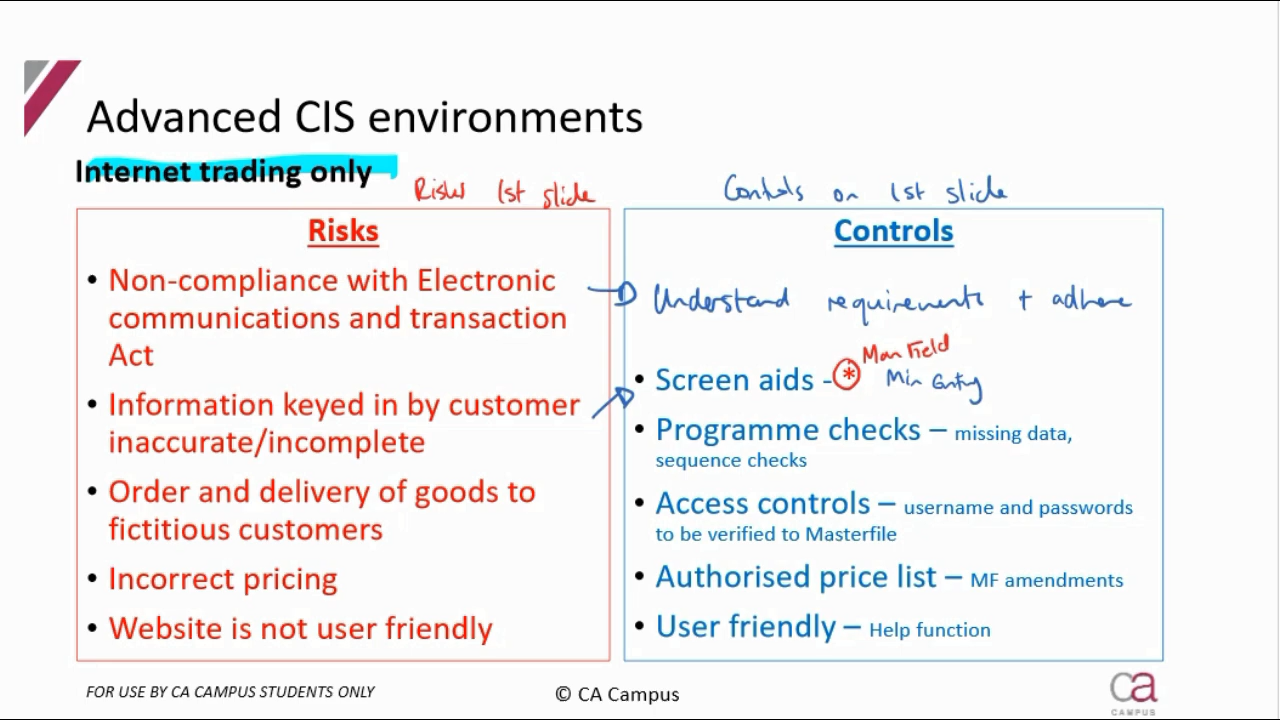 Advanced CIS environments
Internet trading only
Risks 1st slide
Controls on 1st slide
Risks
• Non-compliance with Electronic
communications and transaction
Act
• Information keyed in by customer
inaccurate/incomplete
• Order and delivery of goods to
fictitious customers
• Incorrect pricing
• Website is not user friendly
Controls
Understand requirements + adhere
Man Field
• Screen aids - * Min Entry
• Programme checks – missing data,
sequence checks
• Access controls – username and passwords
to be verified to Masterfile
• Authorised price list – MF amendments
• User friendly – Help function
FOR USE BY CA CAMPUS STUDENTS ONLY
© CA Campus
ca
CAMPUS